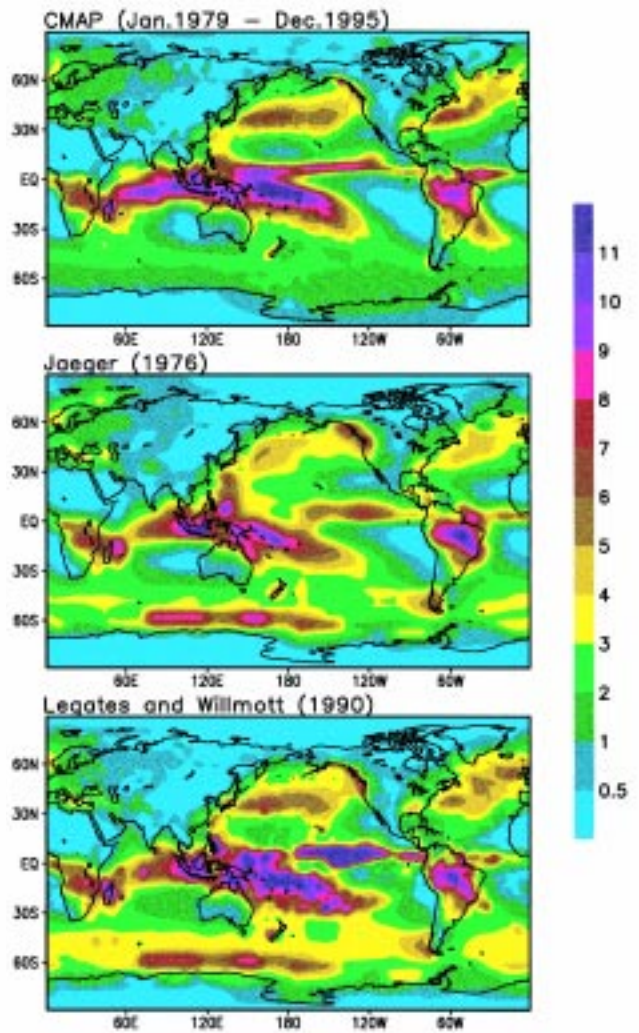 CMAP (Jan.1979 – Dec.1995)
60N
30N
EQ
30S
60S
60E 120E 180 120W 60W
Jaeger (1976)
60N
30N
EQ
30S
60S
60E 120E 180 120W 60W
Legates and Willmott (1990)
60N
30N
EQ
30S
60S
60E 120E 180 120W 60W
11
10
9
8
7
6
5
4
3
2
1
0.5